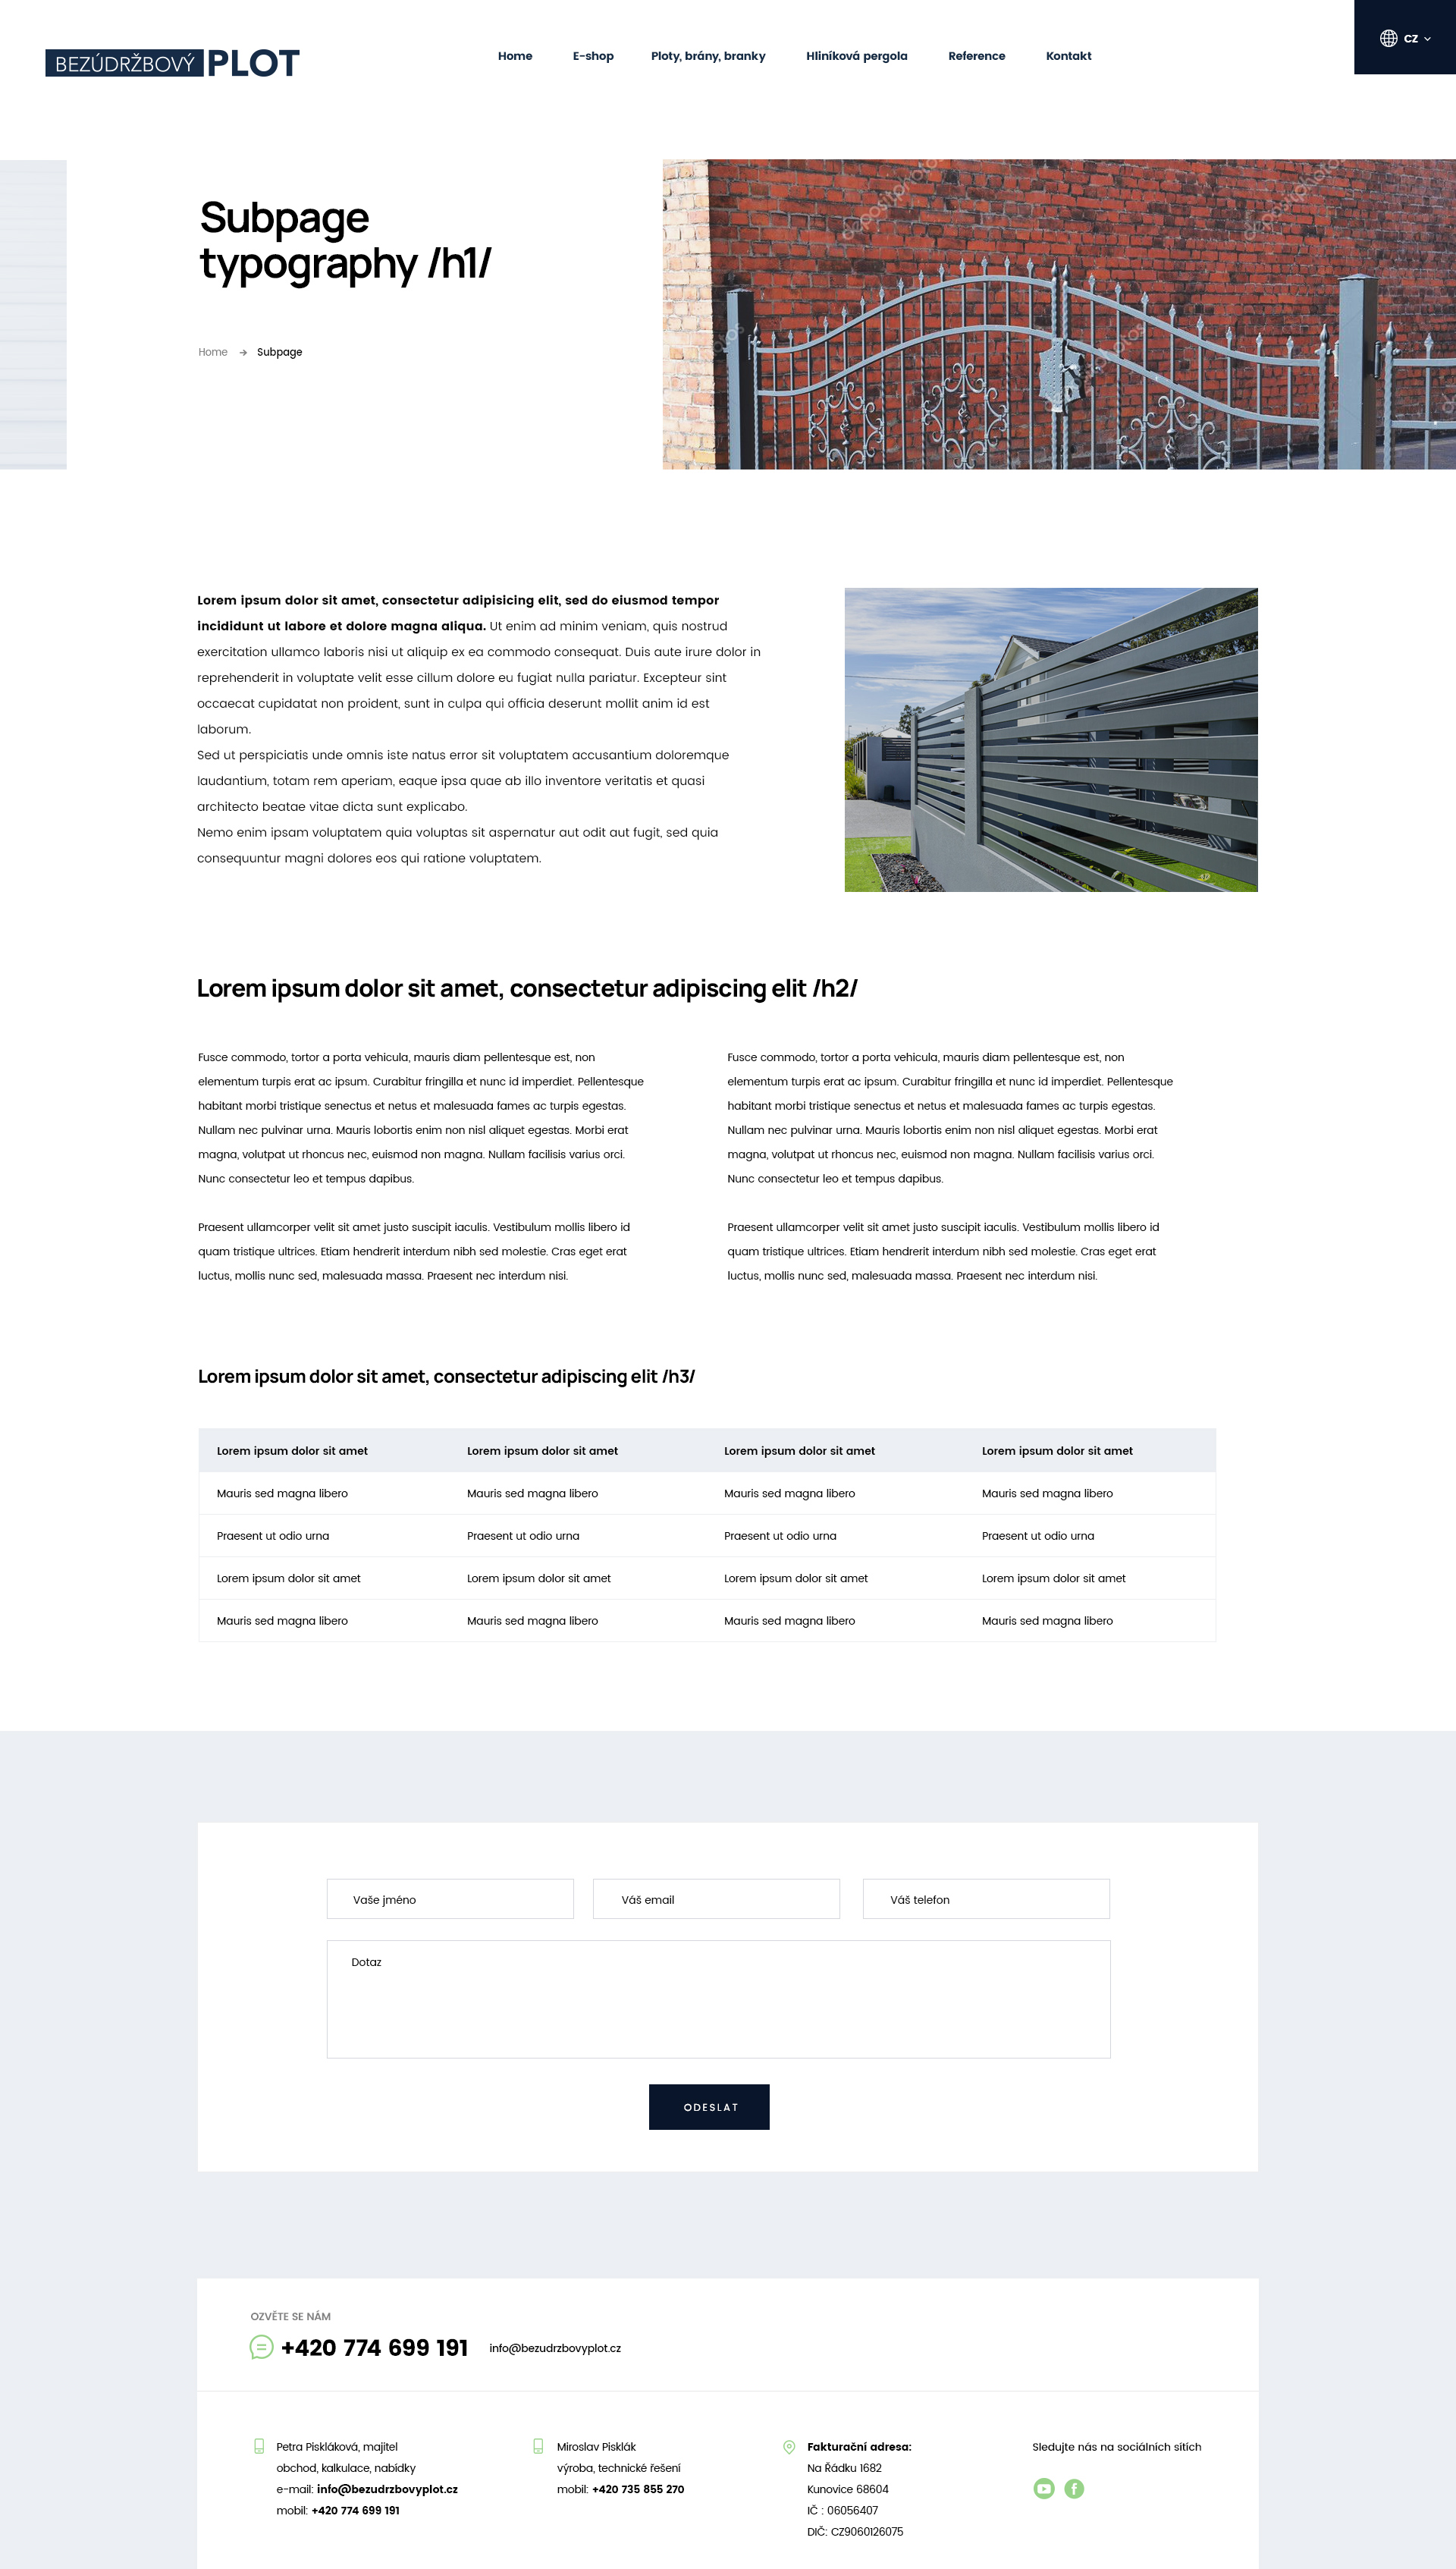 BEZÚDRŽBOVÝ PLOT
Home
E-shop
Ploty, brány, branky
Hliníková pergola
Reference
Kontakt
CZ
Subpage
typography /h1/
Home
Subpage
depositphotos
depositphotos
Lorem ipsum dolor sit amet, consectetur adipisicing elit, sed do eiusmod tempor
incididunt ut labore et dolore magna aliqua. Ut enim ad minim veniam, quis nostrud
exercitation ullamco laboris nisi ut aliquip ex ea commodo consequat. Duis aute irure dolor in
reprehenderit in voluptate velit esse cillum dolore eu fugiat nulla pariatur. Excepteur sint
occaecat cupidatat non proident, sunt in culpa qui officia deserunt mollit anim id est
laborum.
Sed ut perspiciatis unde omnis iste natus error sit voluptatem accusantium doloremque
laudantium, totam rem aperiam, eaque ipsa quae ab illo inventore veritatis et quasi
architecto beatae vitae dicta sunt explicabo.
Nemo enim ipsam voluptatem quia voluptas sit aspernatur aut odit aut fugit, sed quia
consequuntur magni dolores eos qui ratione voluptatem.
Lorem ipsum dolor sit amet, consectetur adipiscing elit /h2/
Fusce commodo, tortor a porta vehicula, mauris diam pellentesque est, non
elementum turpis erat ac ipsum. Curabitur fringilla et nunc id imperdiet. Pellentesque
habitant morbi tristique senectus et netus et malesuada fames ac turpis egestas.
Nullam nec pulvinar urna. Mauris lobortis enim non nisl aliquet egestas. Morbi erat
magna, volutpat ut rhoncus nec, euismod non magna. Nullam facilisis varius orci.
Nunc consectetur leo et tempus dapibus.
Praesent ullamcorper velit sit amet justo suscipit iaculis. Vestibulum mollis libero id
quam tristique ultrices. Etiam hendrerit interdum nibh sed molestie. Cras eget erat
luctus, mollis nunc sed, malesuada massa. Praesent nec interdum nisi.
Fusce commodo, tortor a porta vehicula, mauris diam pellentesque est, non
elementum turpis erat ac ipsum. Curabitur fringilla et nunc id imperdiet. Pellentesque
habitant morbi tristique senectus et netus et malesuada fames ac turpis egestas.
Nullam nec pulvinar urna. Mauris lobortis enim non nisl aliquet egestas. Morbi erat
magna, volutpat ut rhoncus nec, euismod non magna. Nullam facilisis varius orci.
Nunc consectetur leo et tempus dapibus.
Praesent ullamcorper velit sit amet justo suscipit iaculis. Vestibulum mollis libero id
quam tristique ultrices. Etiam hendrerit interdum nibh sed molestie. Cras eget erat
luctus, mollis nunc sed, malesuada massa. Praesent nec interdum nisi.
Lorem ipsum dolor sit amet, consectetur adipiscing elit /h3/
Lorem ipsum dolor sit amet Lorem ipsum dolor sit amet Lorem ipsum dolor sit amet Lorem ipsum dolor sit amet
Mauris sed magna libero Mauris sed magna libero Mauris sed magna libero Mauris sed magna libero
Praesent ut odio urna Praesent ut odio urna Praesent ut odio urna Praesent ut odio urna
Lorem ipsum dolor sit amet Lorem ipsum dolor sit amet Lorem ipsum dolor sit amet Lorem ipsum dolor sit amet
Mauris sed magna libero Mauris sed magna libero Mauris sed magna libero Mauris sed magna libero
Vaše jméno
Váš email
Váš telefon
Dotaz
ODESLAT
OZVĚTE SE NÁM
+420 774 699 191
info@bezudrzbovyplot.cz
Petra Piskláková, majitel
obchod, kalkulace, nabídky
e-mail: info@bezudrzbovyplot.cz
mobil: +420 774 699 191
Miroslav Pisklák
výroba, technické řešení
mobil: +420 735 855 270
Fakturační adresa:
Na Řádku 1682
Kunovice 68604
IČ : 06056407
DIČ: CZ9060126075
Sledujte nás na sociálních sítích